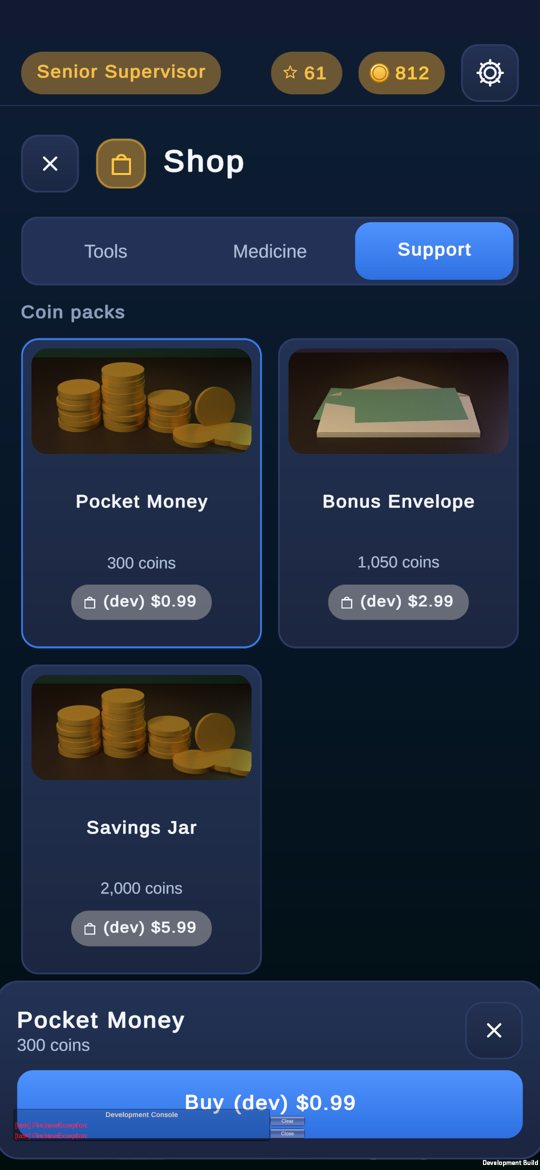 Senior Supervisor
61
812
Shop
Tools
Medicine
Support
Coin packs
Pocket Money
300 coins
(dev) $0.99
Bonus Envelope
1,050 coins
(dev) $2.99
Savings Jar
2,000 coins
(dev) $5.99
Pocket Money
300 coins
Buy (dev) $0.99
Development Console
Clear
Close
Development Build